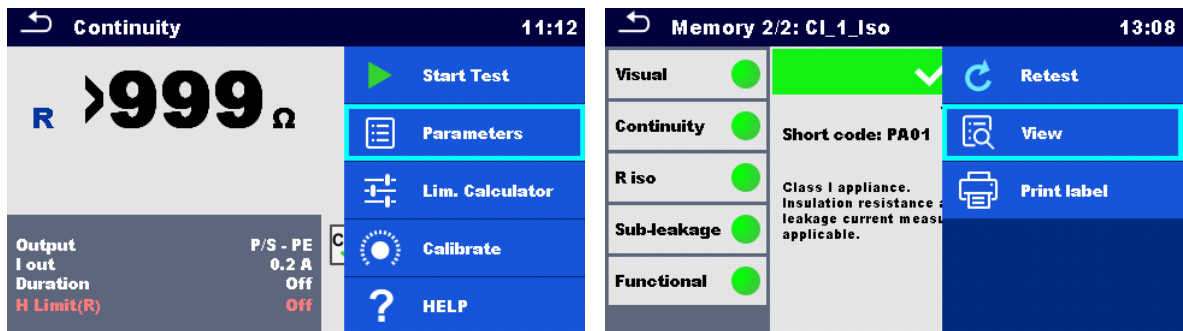 Continuity 11:12
R >999 Ω
Output P/S - PE
I out 0.2 A
Duration Off
H Limit(R) Off
C
Start Test
Parameters
Lim. Calculator
Calibrate
? HELP
Memory 2/2: CI_1_Iso 13:08
Visual
Continuity
R iso
Sub-leakage
Functional
Short code: PA01
Class I appliance.
Insulation resistance
leakage current
applicable.
Retest
View
Print label